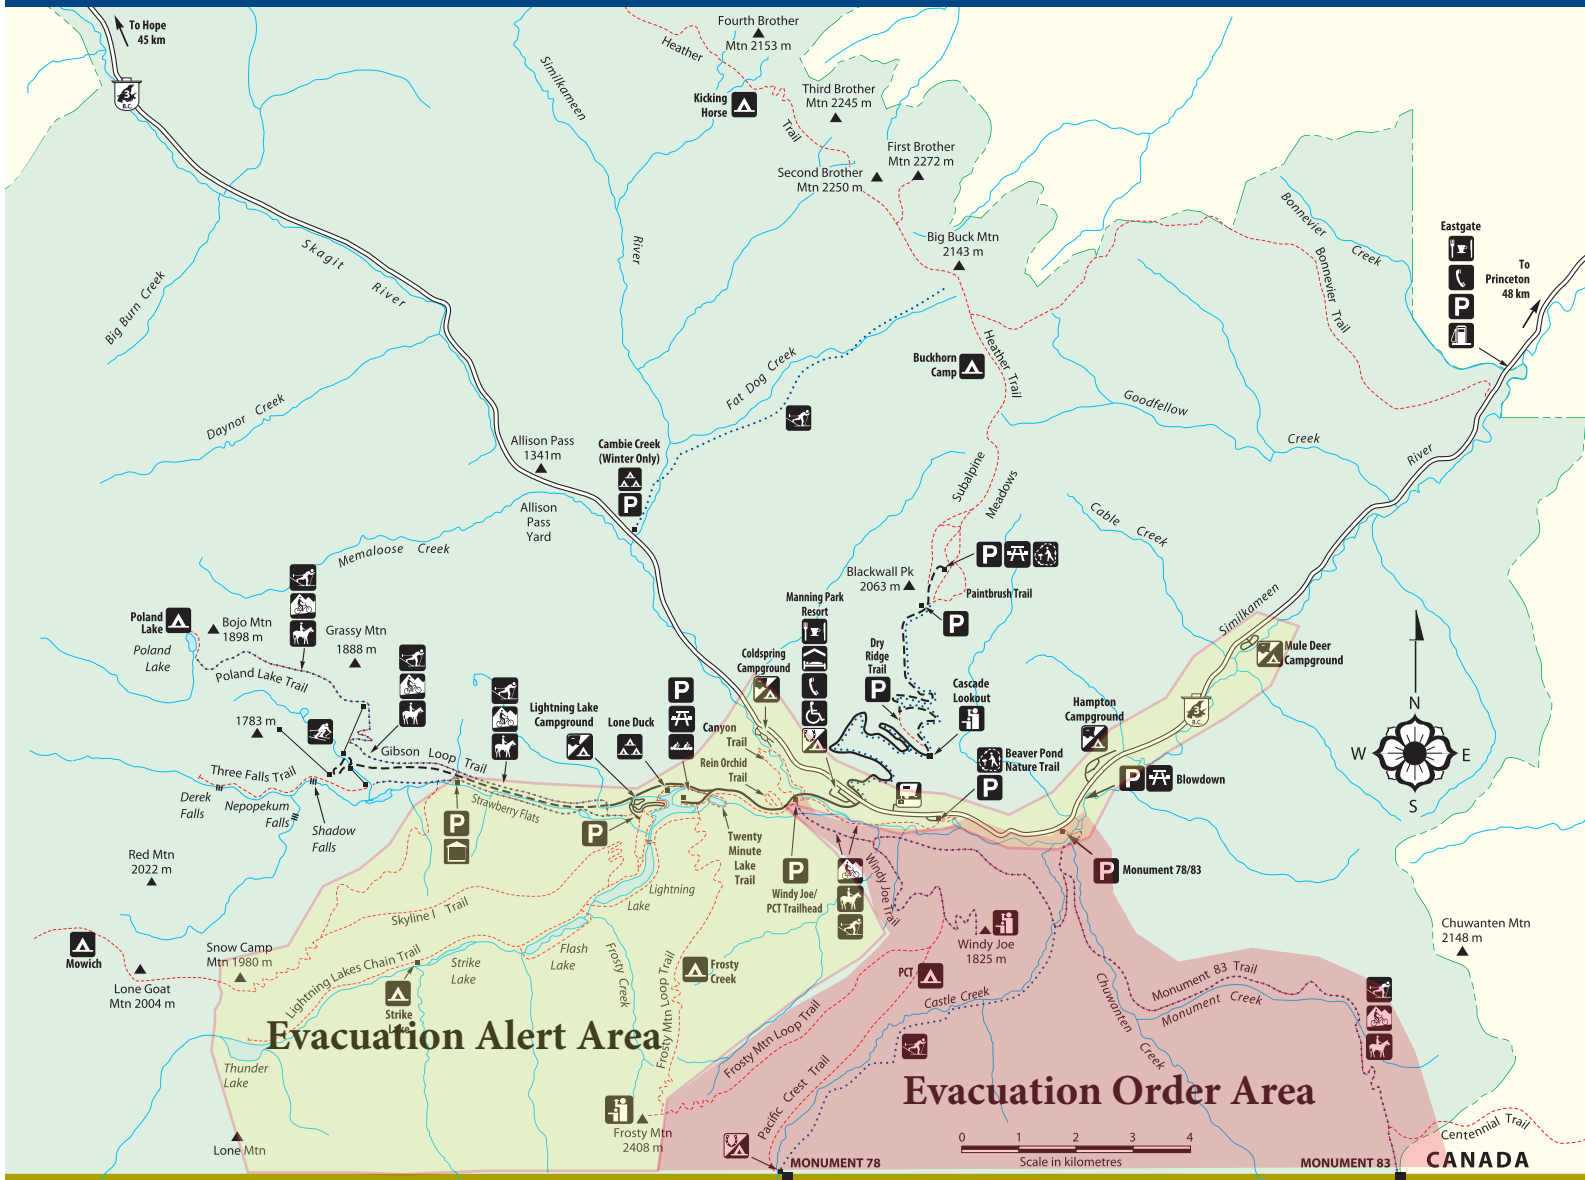 To Hope
45 km
3
B.C.
Fourth Brother
Mtn 2153 m
Heather
Trail
Kicking
Horse
Third Brother
Mtn 2245 m
First Brother
Mtn 2272 m
Second Brother
Mtn 2250 m
Similkameen
River
Big Buck Mtn
2143 m
Bonnevier
Creek
Bonnevier Trail
Eastgate
P
To
Princeton
48 km
Skagit
River
Big Burn Creek
Buckhorn
Camp
Heather Trail
Fat Dog Creek
Goodfellow
Creek
Daynor Creek
Allison Pass
1341m
Cambie Creek
(Winter Only)
P
Allison
Pass
Yard
Subalpine
Meadows
River
Similkameen
Cable
Creek
Memaloose Creek
Blackwall Pk
2063 m
P
Paintbrush Trail
P
Manning Park
Resort
Poland
Lake
Poland
Lake
Bojo Mtn
1898 m
Grassy Mtn
1888 m
Poland Lake Trail
Dry
Ridge
Trail
P
Cascade
Lookout
Coldspring
Campground
Mule Deer
Campground
3
B.C.
N
W
E
S
Hampton
Campground
1783 m
Lightning Lake
Campground
Lone Duck
P
Canyon
Trail
Rein Orchid
Trail
Beaver Pond
Nature Trail
P
P
Blowdown
Gibson Loop Trail
Three Falls Trail
Derek
Falls
Nepopekum
Falls
Shadow
Falls
Strawberry Flats
P
P
Twenty
Minute
Lake
Trail
P
Windy Joe/
PCT Trailhead
Windy Joe Trail
P
Monument 78/83
Red Mtn
2022 m
Skyline I Trail
Lightning
Lake
Mowich
Snow Camp
Mtn 1980 m
Lone Goat
Mtn 2004 m
Lightning Lakes Chain Trail
Strike
Lake
Flash
Lake
Frosty Creek
Frosty Mtn Loop Trail
Frosty
Creek
Windy Joe
1825 m
PCT
Castle Creek
Chuwanten
Creek
Monument 83 Trail
Monument Creek
Chuwanten Mtn
2148 m
Strike
Lake
Evacuation Alert Area
Thunder
Lake
Frosty Mtn Loop Trail
Pacific Crest Trail
Evacuation Order Area
Frosty Mtn
2408 m
Lone Mtn
0 1 2 3 4
Scale in kilometres
Centennial Trail
MONUMENT 78
MONUMENT 83
CANADA